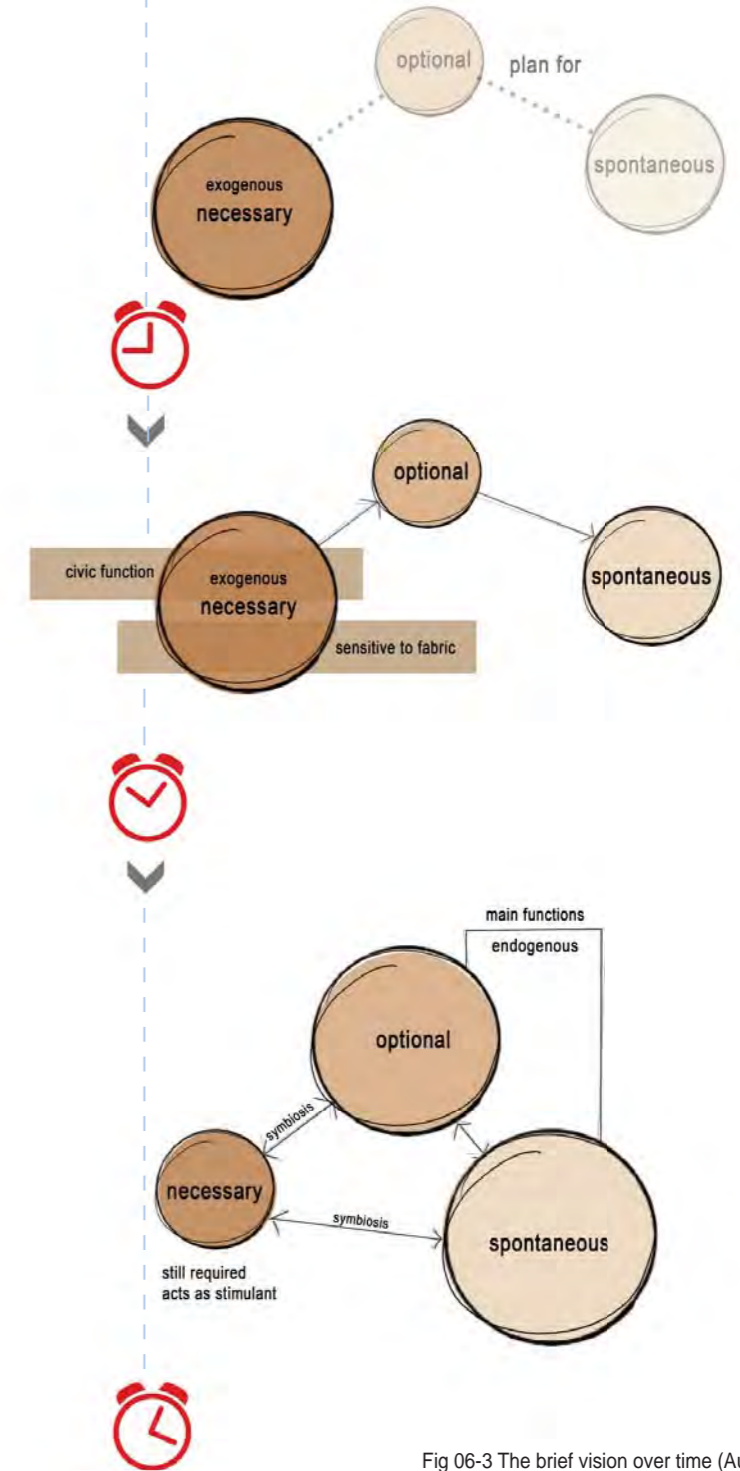 optional
plan for
spontaneous
exogenous
necessary
optional
civic function
exogenous
necessary
spontaneous
sensitive to fabric
main functions
endogenous
optional
symbiosis
necessary
symbiosis
spontaneous
still required
acts as stimulant
Fig 06-3 The brief vision over time